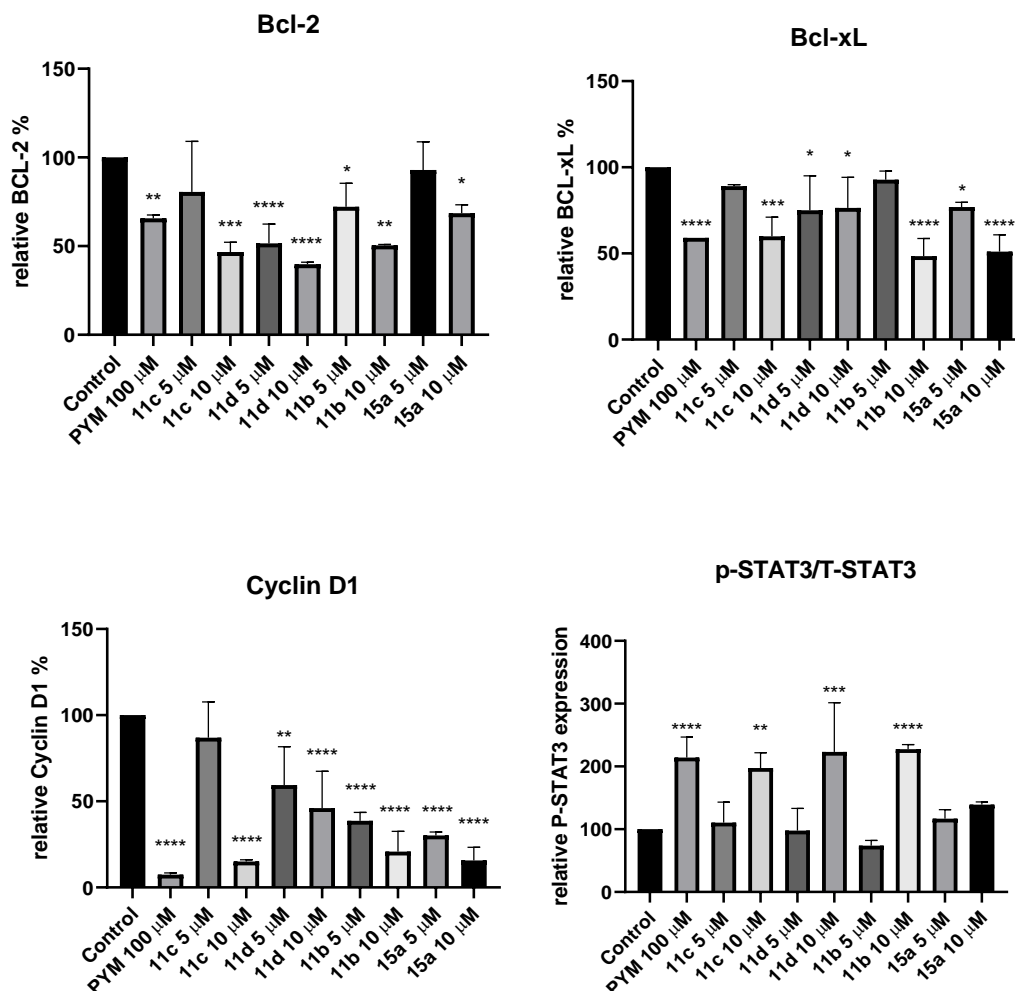 Bcl-2
relative BCL-2 %
150
100
50
0
**
***
****
****
*
**
*
Control
PYM 100 μM
11c 5 μM
11c 10 μM
11d 5 μM
11d 10 μM
11b 5 μM
11b 10 μM
15a 5 μM
15a 10 μM
Bcl-xL
relative BCL-xL %
150
100
50
0
****
***
*
*
****
*
****
Control
PYM 100 μM
11c 5 μM
11c 10 μM
11d 5 μM
11d 10 μM
11b 5 μM
11b 10 μM
15a 5 μM
15a 10 μM
Cyclin D1
relative Cyclin D1 %
150
100
50
0
****
****
**
****
****
****
****
****
Control
PYM 100 μM
11c 5 μM
11c 10 μM
11d 5 μM
11d 10 μM
11b 5 μM
11b 10 μM
15a 5 μM
15a 10 μM
p-STAT3/T-STAT3
relative P-STAT3 expression
400
300
200
100
0
****
**
***
****
Control
PYM 100 μM
11c 5 μM
11c 10 μM
11d 5 μM
11d 10 μM
11b 5 μM
11b 10 μM
15a 5 μM
15a 10 μM